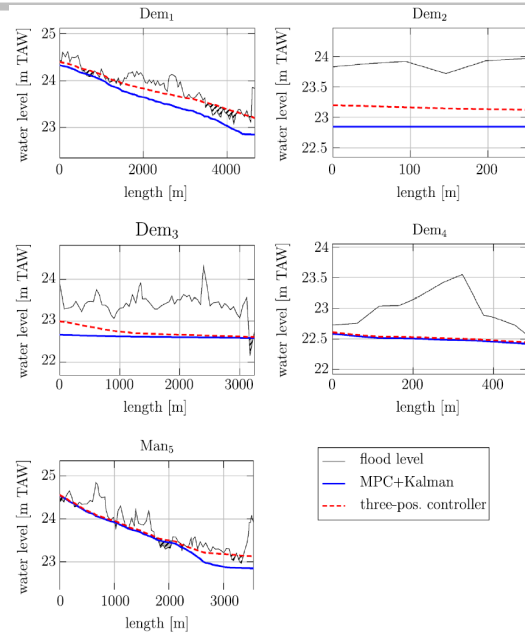 Dem1
Dem2
water level [m TAW]
25
24
23
0
2000
4000
length [m]
water level [m TAW]
24
23.5
23
22.5
0
100
200
length [m]
Dem3
Dem4
water level [m TAW]
24
23
22
0
1000
2000
3000
length [m]
water level [m TAW]
24
23.5
23
22.5
22
0
200
400
length [m]
Man5
water level [m TAW]
25
24
23
0
1000
2000
3000
length [m]
flood level
MPC+Kalman
three-pos. controller